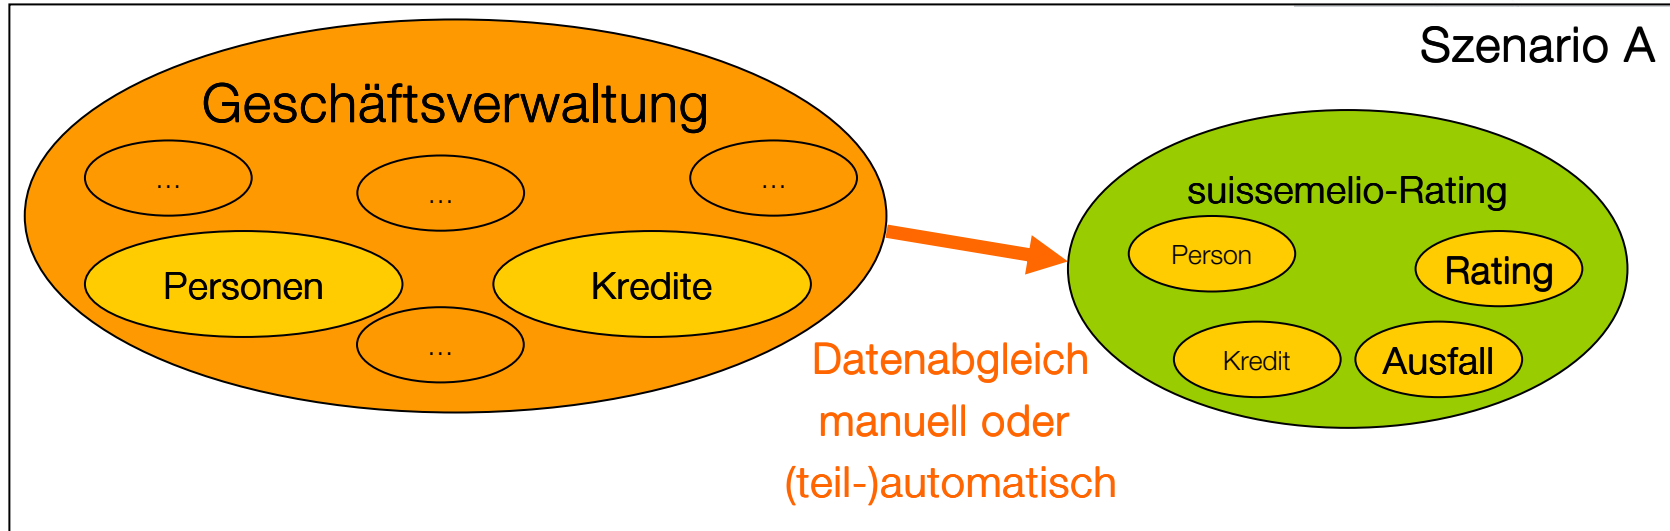 Szenario A
Geschäftsverwaltung
...
...
...
Personen
Kredite
...
suissemelio-Rating
Person
Rating
Kredit
Ausfall
Datenabgleich
manuell oder
(teil-)automatisch